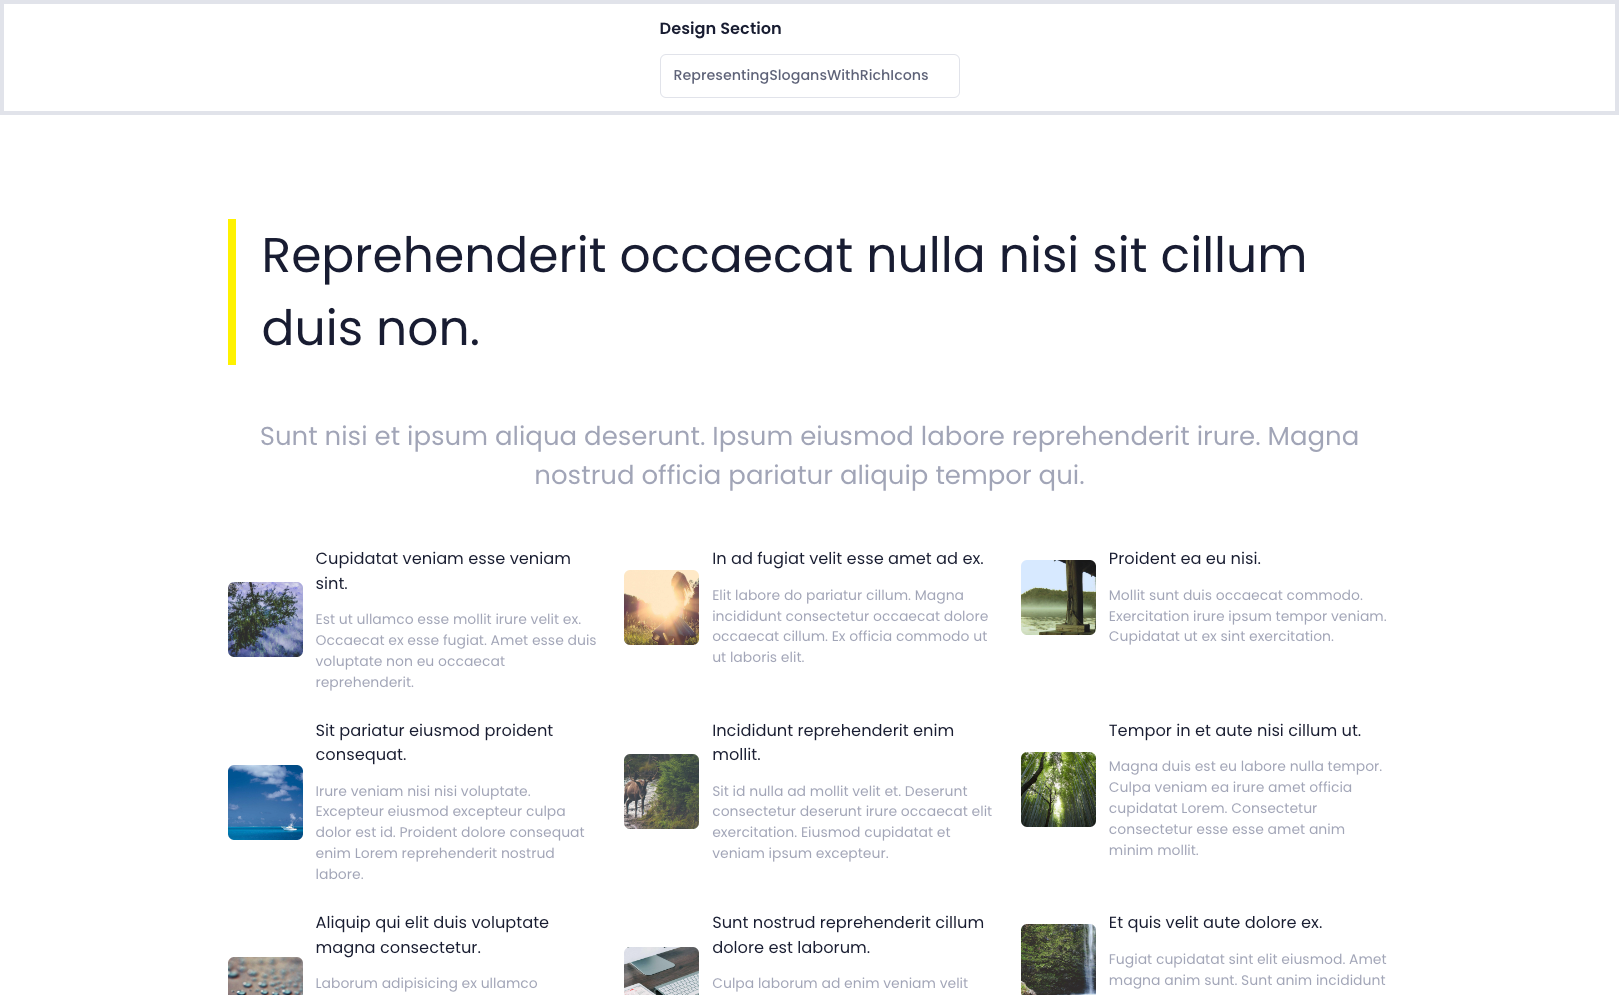 Design Section
RepresentingSlogansWithRichIcons
Reprehenderit occaecat nulla nisi sit cillum
duis non.
Sunt nisi et ipsum aliqua deserunt. Ipsum eiusmod labore reprehenderit irure. Magna
nostrud officia pariatur aliquip tempor qui.
Cupidatat veniam esse veniam
sint.
Est ut ullamco esse mollit irure velit ex.
Occaecat ex esse fugiat. Amet esse duis
voluptate non eu occaecat
reprehenderit.
In ad fugiat velit esse amet ad ex.
Elit labore do pariatur cillum. Magna
incididunt consectetur occaecat dolore
occaecat cillum. Ex officia commodo ut
ut laboris elit.
Proident ea eu nisi.
Mollit sunt duis occaecat commodo.
Exercitation irure ipsum tempor veniam.
Cupidatat ut ex sint exercitation.
Sit pariatur eiusmod proident
consequat.
Irure veniam nisi nisi voluptate.
Excepteur eiusmod excepteur culpa
dolor est id. Proident dolore consequat
enim Lorem reprehenderit nostrud
labore.
Incididunt reprehenderit enim
mollit.
Sit id nulla ad mollit velit et. Deserunt
consectetur deserunt irure occaecat elit
exercitation. Eiusmod cupidatat et
veniam ipsum excepteur.
Tempor in et aute nisi cillum ut.
Magna duis est eu labore nulla tempor.
Culpa veniam ea irure amet officia
cupidatat Lorem. Consectetur
consectetur esse esse amet anim
minim mollit.
Aliquip qui elit duis voluptate
magna consectetur.
Laborum adipisicing ex ullamco
Sunt nostrud reprehenderit cillum
dolore est laborum.
Culpa laborum ad enim veniam velit
Et quis velit aute dolore ex.
Fugiat cupidatat sint elit eiusmod. Amet
magna anim sunt. Sunt anim incididunt